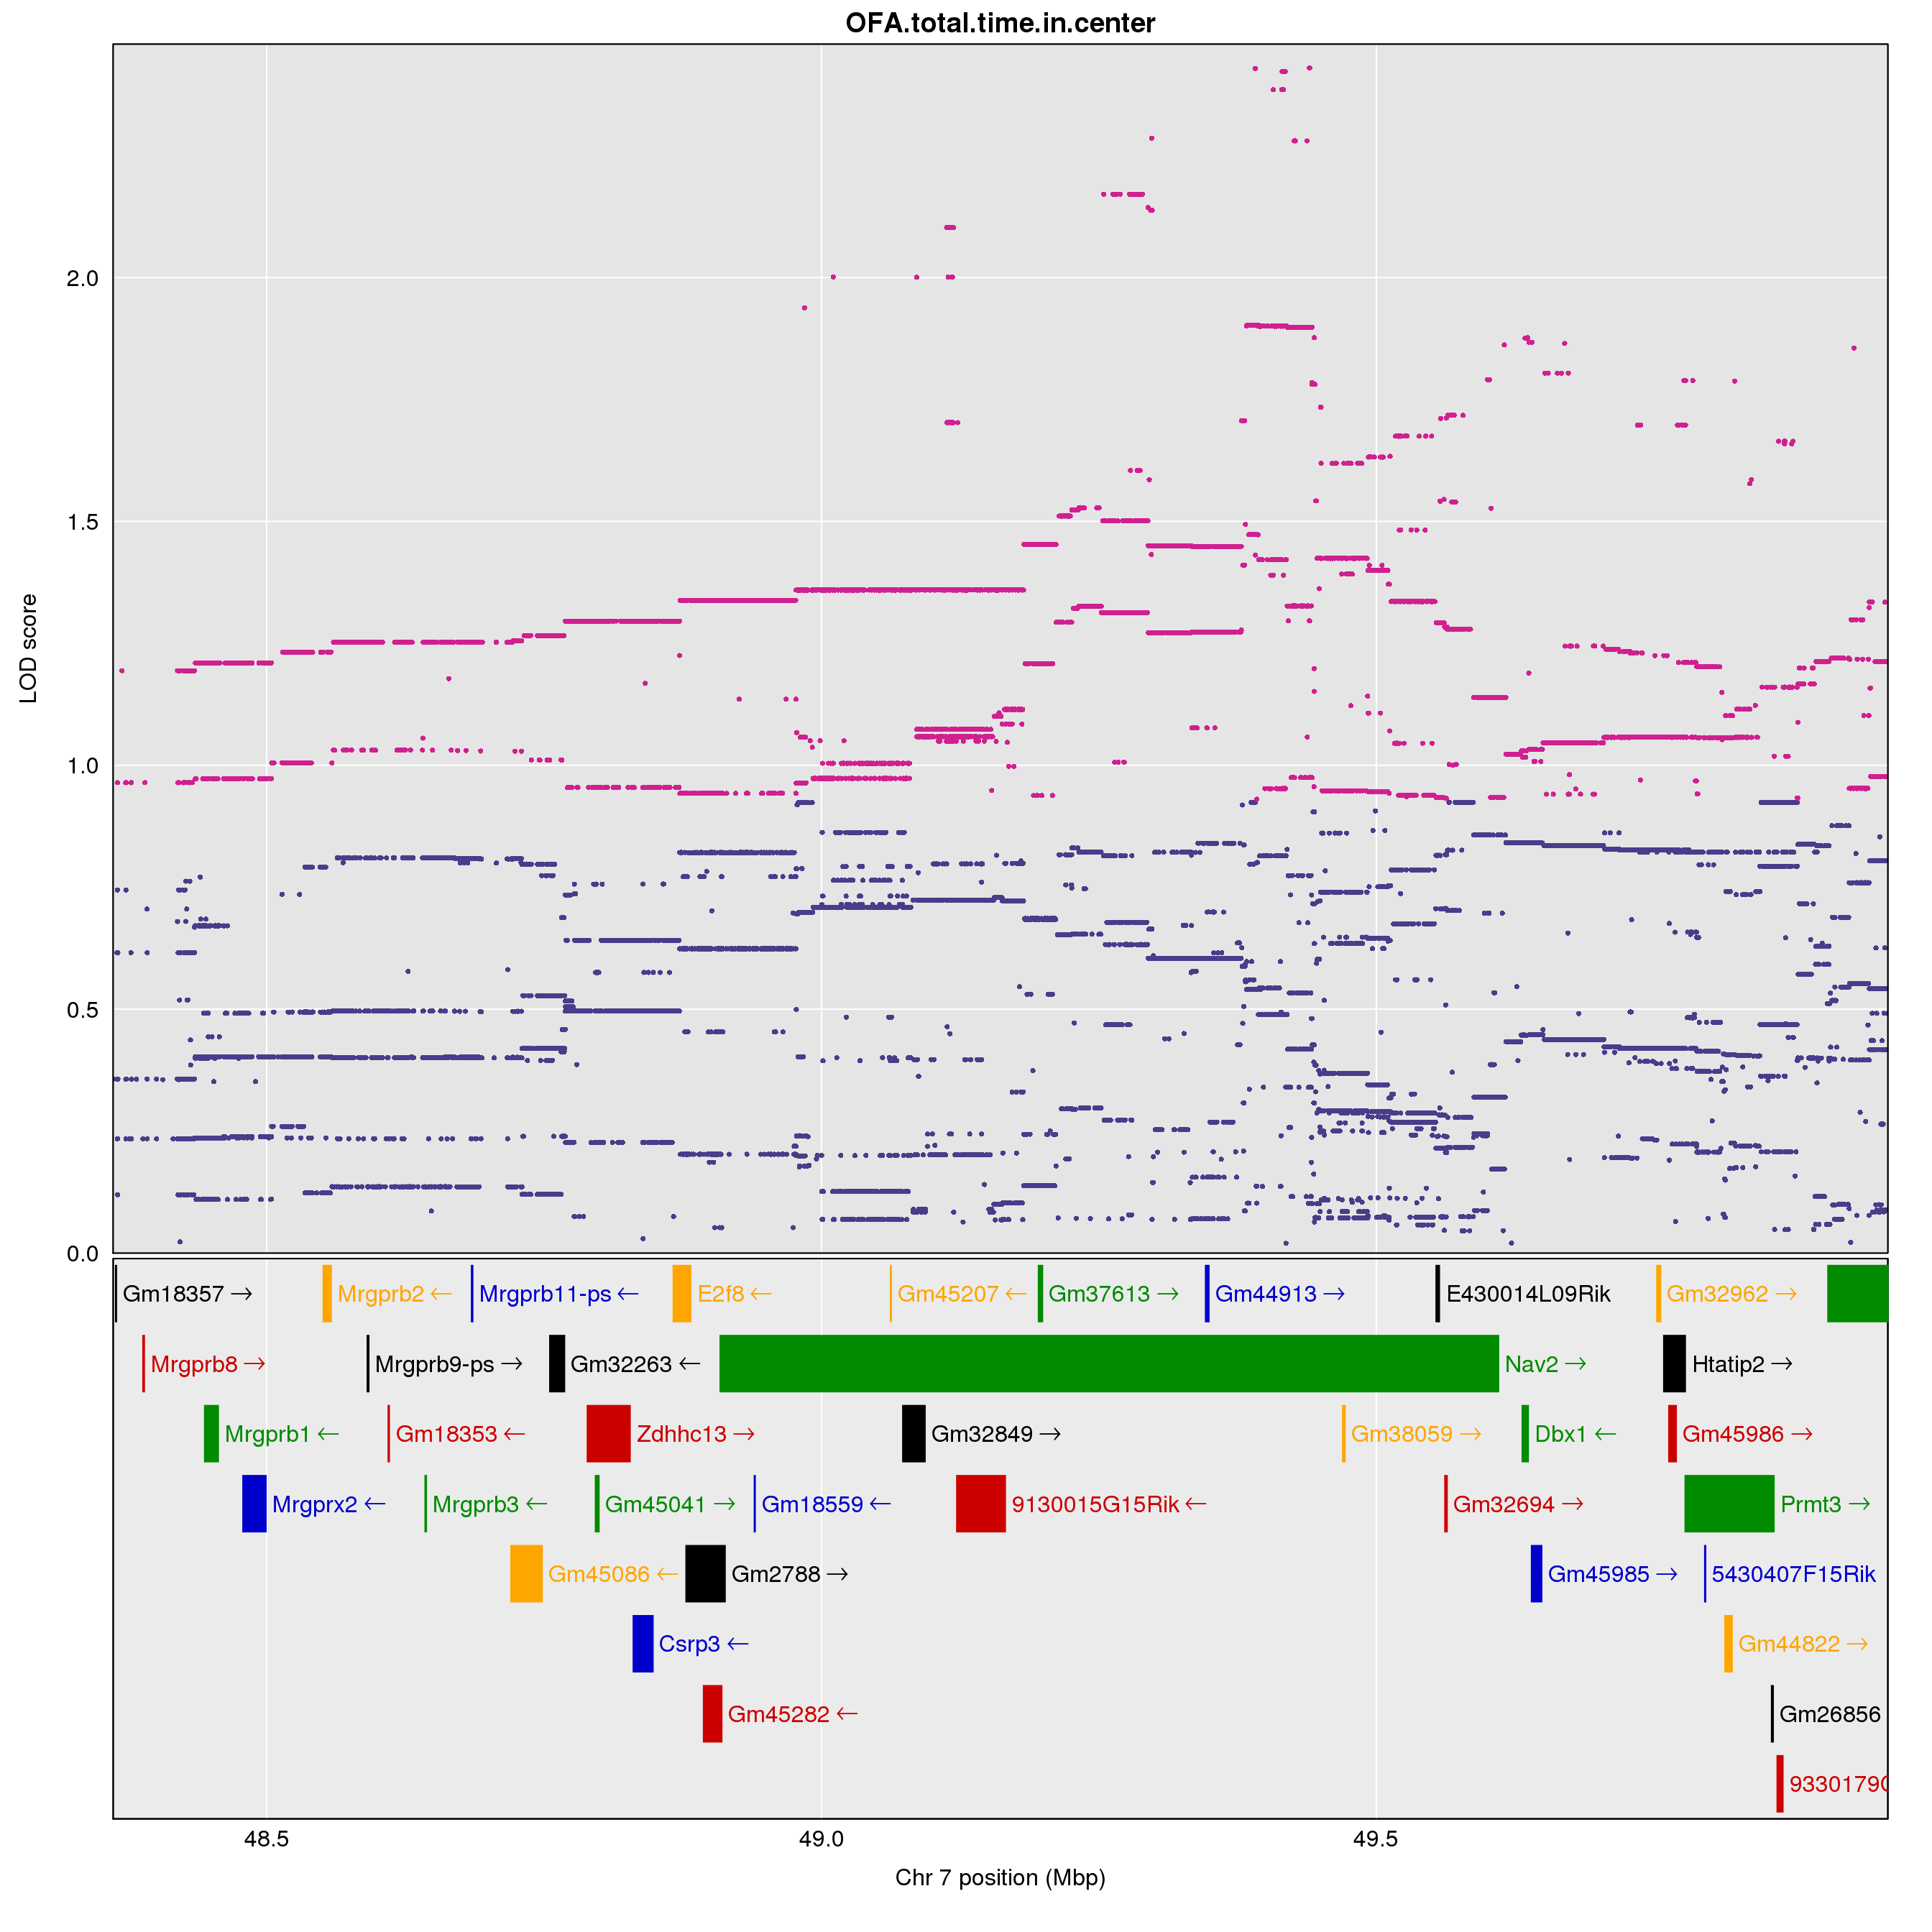 OFA.total.time.in.center
LOD score
2.0
1.5
1.0
0.5
0.0
Gm18357 → Mrgprb2 ← Mrgprb11-ps ← E2f8 ← Gm45207 ← Gm37613 → Gm44913 → E430014L09Rik Gm32962 →
Mrgprb8 → Mrgprb9-ps → Gm32263 ← Nav2 → Htatip2 →
Mrgprb1 ← Gm18353 ← Zdhhc13 → Gm32849 → Gm38059 → Dbx1 ← Gm45986 →
Mrgprx2 ← Mrgprb3 ← Gm45041 → Gm18559 ← 9130015G15Rik ← Gm32694 → Prmt3 →
Gm45086 ← Gm2788 → Gm45985 → 5430407F15Rik
Csrp3 ← Gm44822 →
Gm45282 ← Gm26856
9330179
48.5 49.0 49.5
Chr 7 position (Mbp)